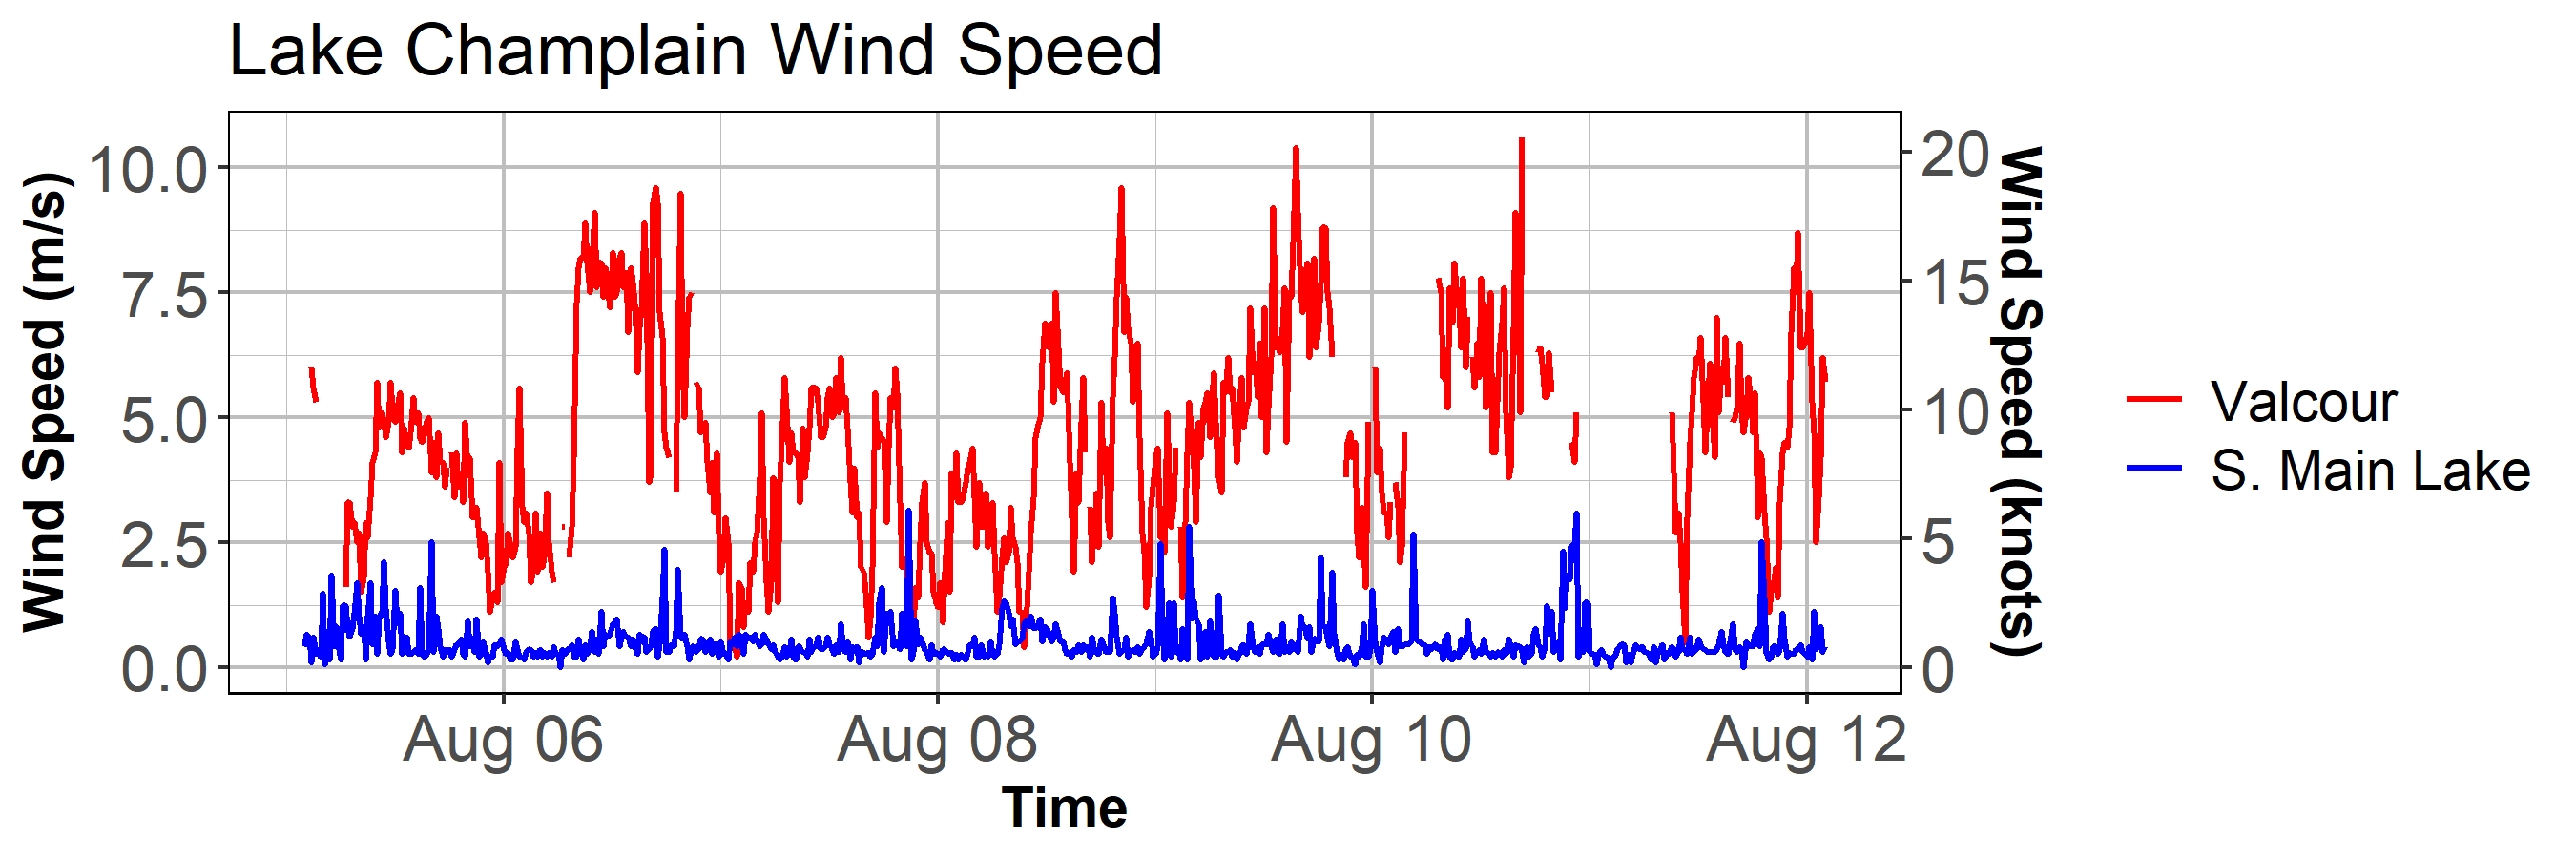 Lake Champlain Wind Speed
Wind Speed (m/s)
10.0
7.5
5.0
2.5
0.0
20
15
10
5
0
Wind Speed (knots)
Valcour
S. Main Lake
Aug 06
Aug 08
Aug 10
Aug 12
Time